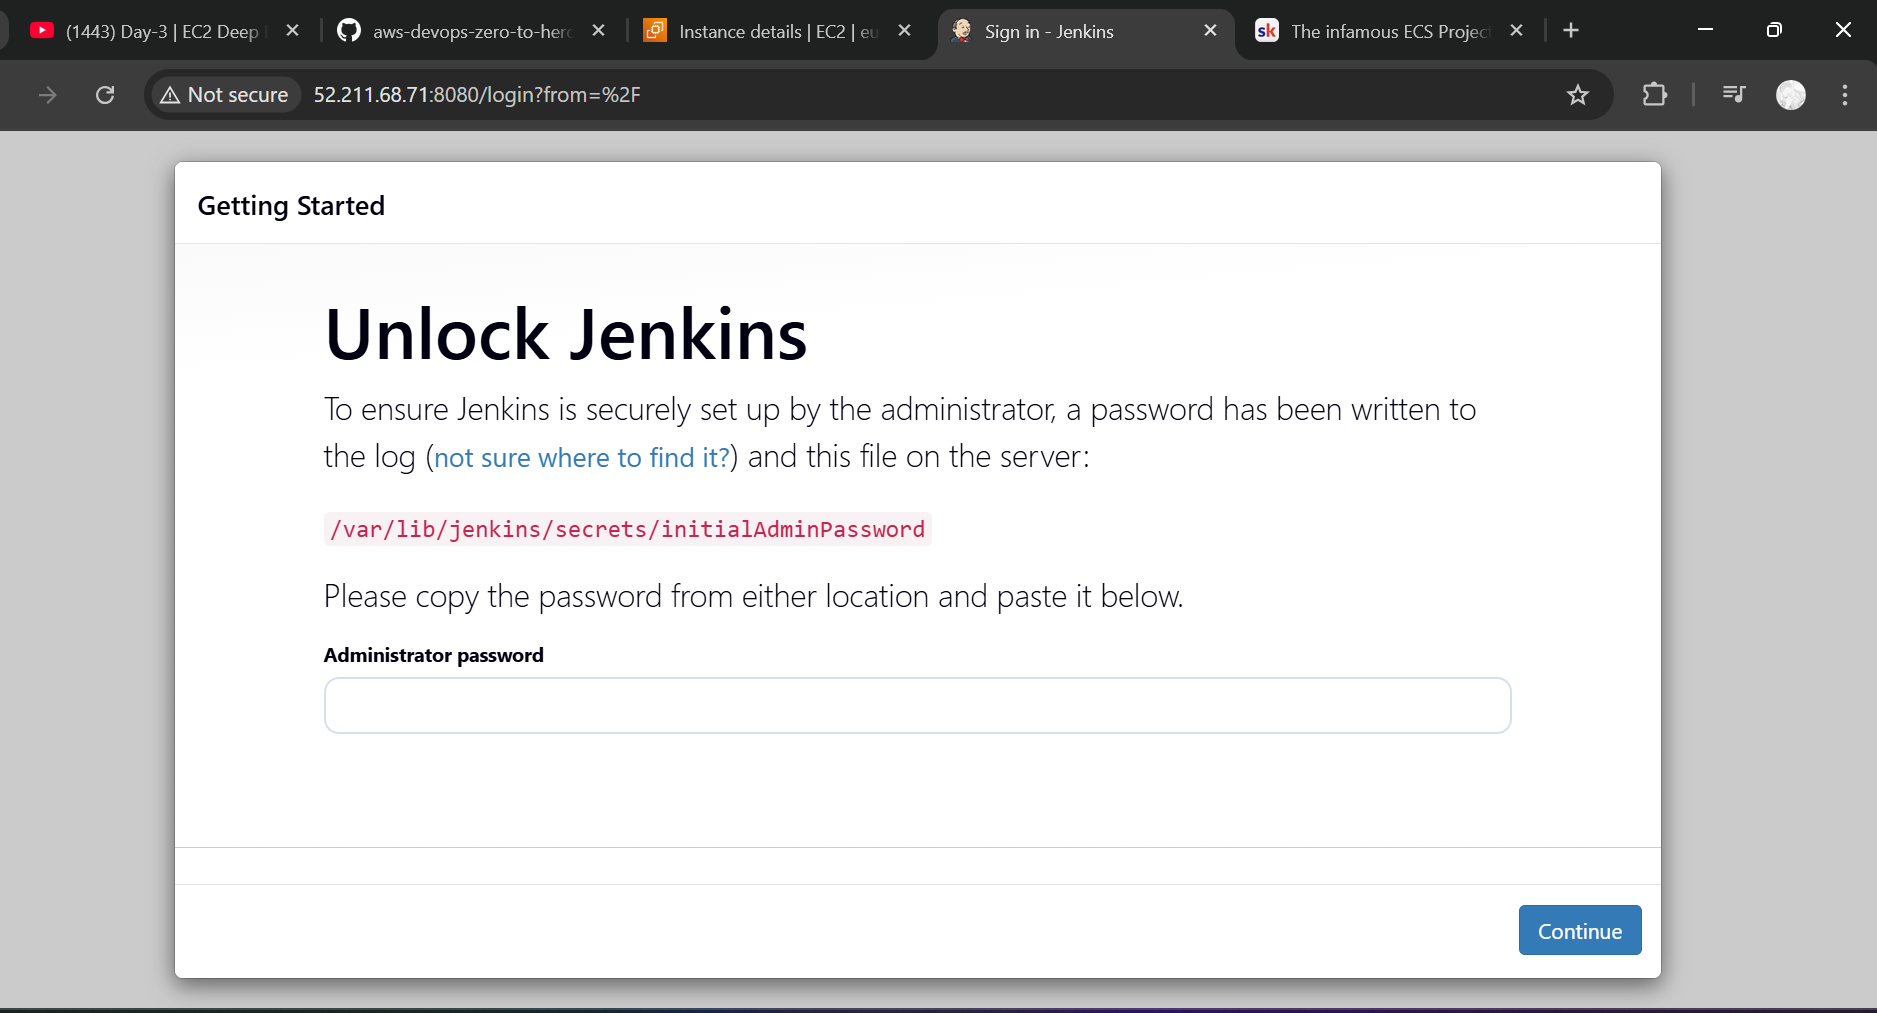 (1443) Day-3 | EC2 Deep
aws-devops-zero-to-hero
Instance details | EC2 | eu
Sign in - Jenkins
sk
The infamous ECS Projec
Not secure
52.211.68.71:8080/login?from=%2F
Getting Started
Unlock Jenkins
To ensure Jenkins is securely set up by the administrator, a password has been written to
the log (not sure where to find it?) and this file on the server:
/var/lib/jenkins/secrets/initialAdminPassword
Please copy the password from either location and paste it below.
Administrator password
Continue